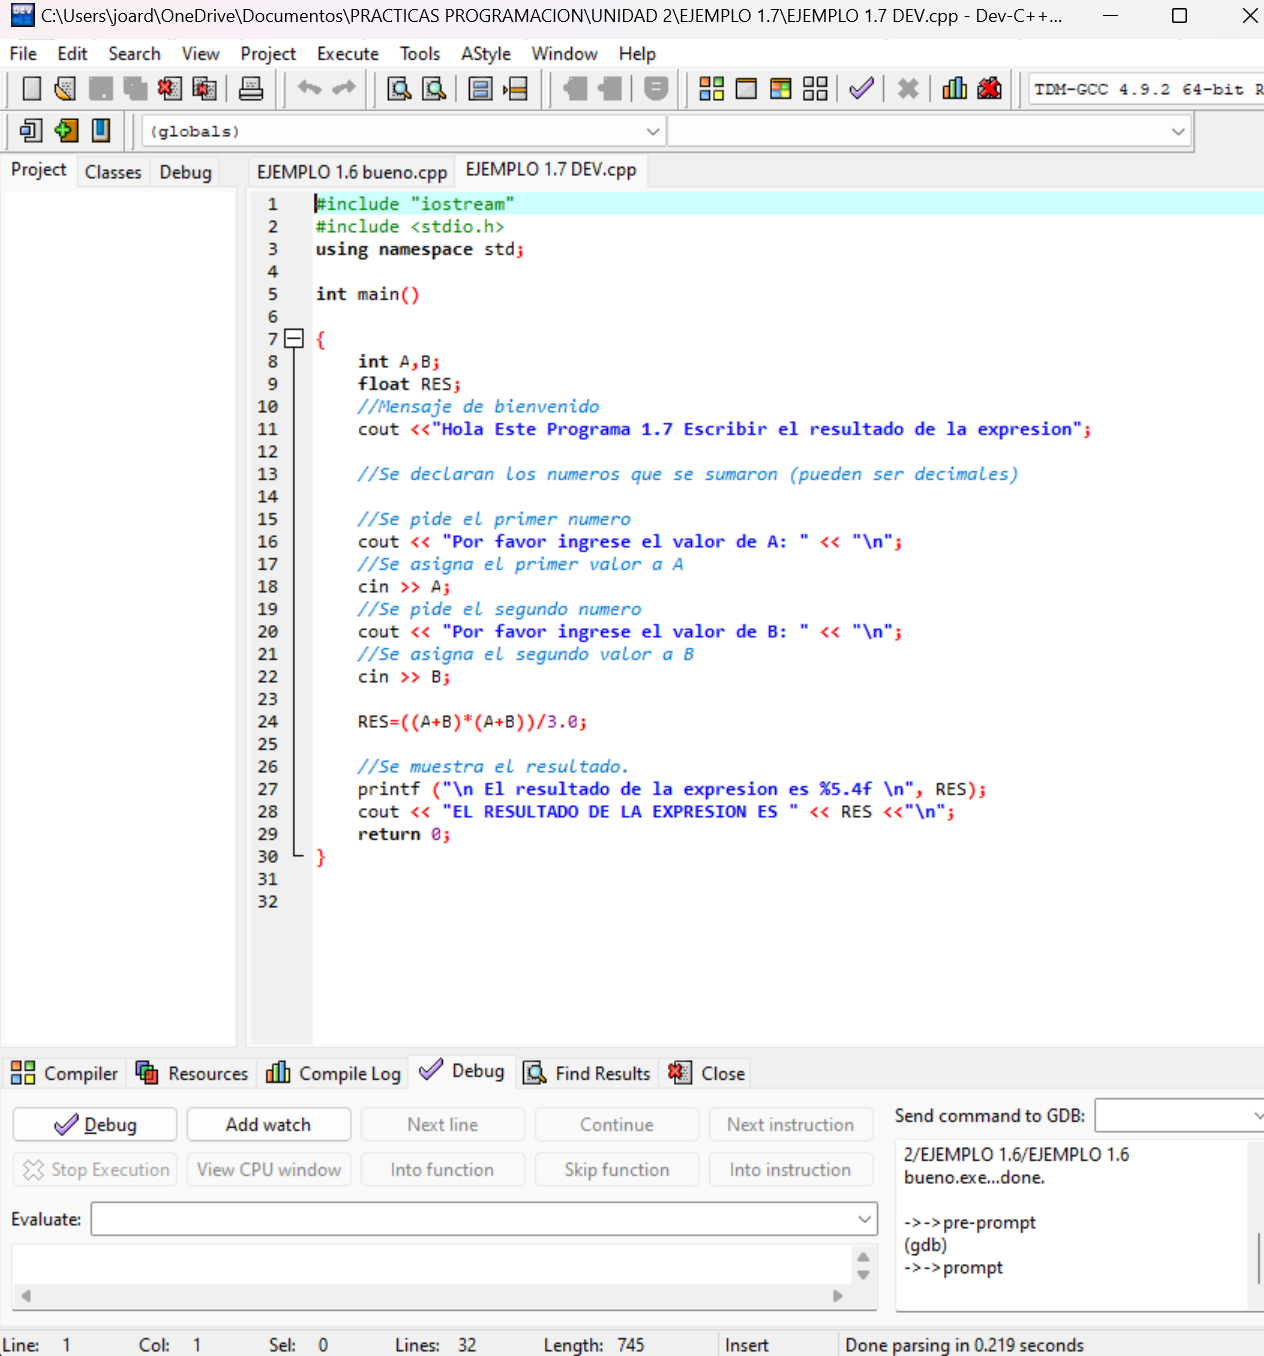 C:\Users\joard\OneDrive\Documentos\PRACTICAS PROGRAMACION\UNIDAD 2\EJEMPLO 1.7\EJEMPLO 1.7 DEV.cpp - Dev-C++...
File Edit Search View Project Execute Tools AStyle Window Help
TDM-GCC 4.9.2 64-bit R
(globals)
Project Classes Debug EJEMPLO 1.6 bueno.cpp EJEMPLO 1.7 DEV.cpp
1 #include "iostream"
2 #include <stdio.h>
3 using namespace std;
4
5 int main()
6
7 {
8 int A,B;
9 float RES;
10 //Mensaje de bienvenido
11 cout <<"Hola Este Programa 1.7 Escribir el resultado de la expresion";
12
13 //Se declaran los numeros que se sumaron (pueden ser decimales)
14
15 //Se pide el primer numero
16 cout << "Por favor ingrese el valor de A: " << "\n";
17 //Se asigna el primer valor a A
18 cin >> A;
19 //Se pide el segundo numero
20 cout << "Por favor ingrese el valor de B: " << "\n";
21 //Se asigna el segundo valor a B
22 cin >> B;
23
24 RES=((A+B)*(A+B))/3.0;
25
26 //Se muestra el resultado.
27 printf ("\n El resultado de la expresion es %5.4f \n", RES);
28 cout << "EL RESULTADO DE LA EXPRESION ES " << RES <<"\n";
29 return 0;
30 }
31
32
Compiler Resources Compile Log Debug Find Results Close
Debug Add watch Next line Continue Next instruction
Stop Execution View CPU window Into function Skip function Into instruction
Evaluate:
Send command to GDB:
2/EJEMPLO 1.6/EJEMPLO 1.6
bueno.exe...done.
->->pre-prompt
(gdb)
->->prompt
Line: 1 Col: 1 Sel: 0 Lines: 32 Length: 745 Insert Done parsing in 0.219 seconds